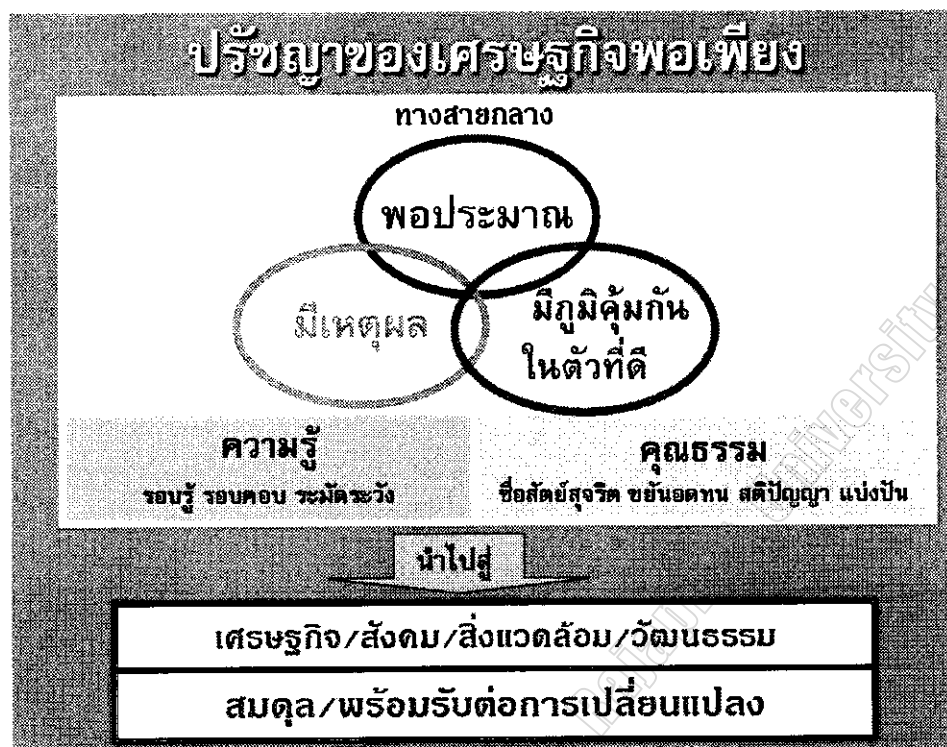 ปรัชญาของเศรษฐกิจพอเพียง
ทางสายกลาง
พอประมาณ
มีเหตุผล
มีภูมิคุ้มกัน
ในตัวที่ดี
ความรู้
รอบรู้ รอบคอบ ระมัดระวัง
คุณธรรม
ซื่อสัตย์สุจริต ขยันอดทน สติปัญญา แบ่งปัน
นำไปสู่
เศรษฐกิจ/สังคม/สิ่งแวดล้อม/วัฒนธรรม
สมดุล/พร้อมรับต่อการเปลี่ยนแปลง
University